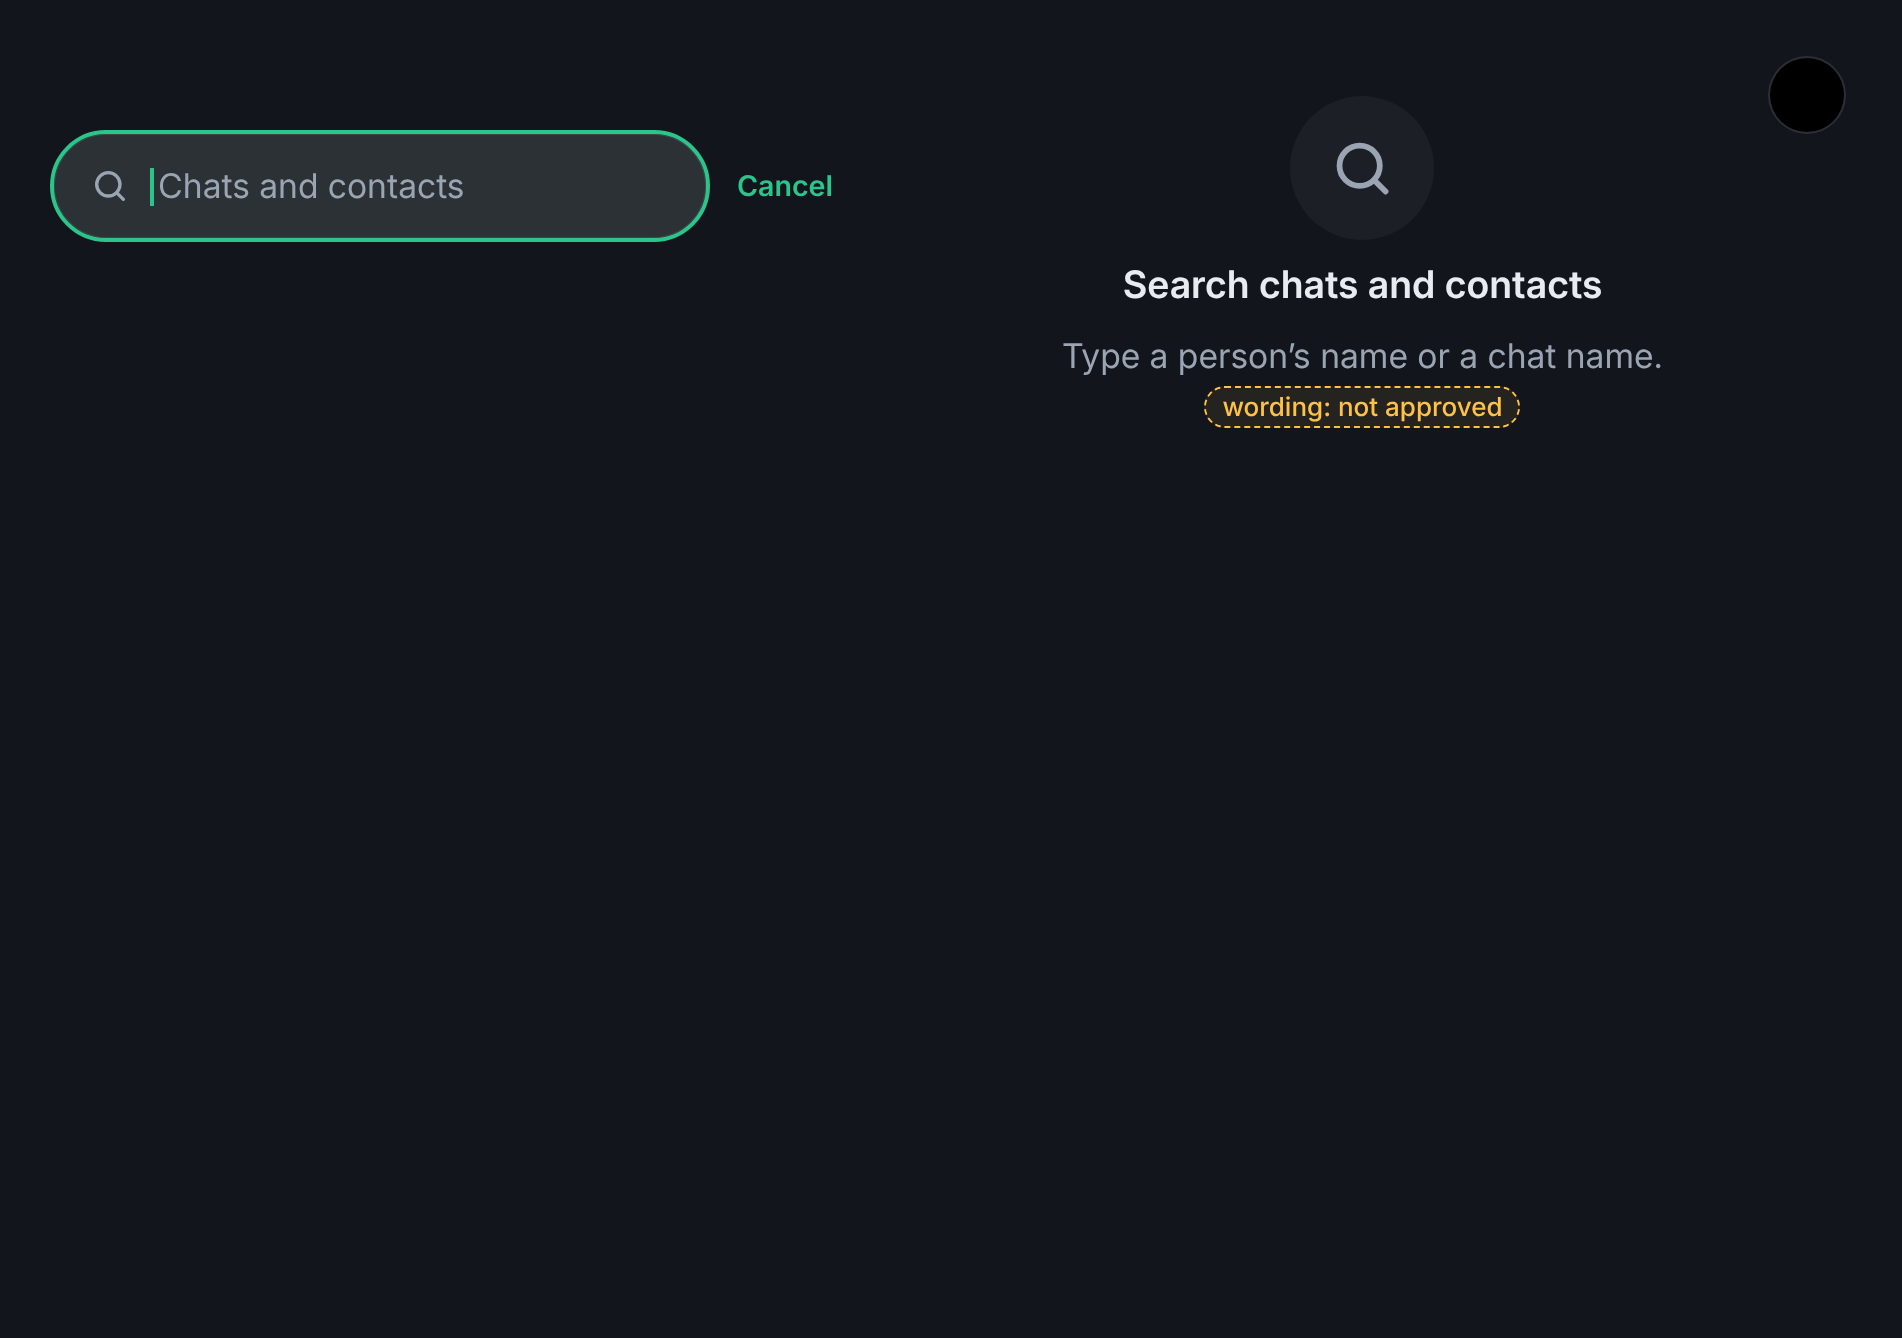 Chats and contacts
Cancel
Search chats and contacts
Type a person’s name or a chat name.
wording: not approved